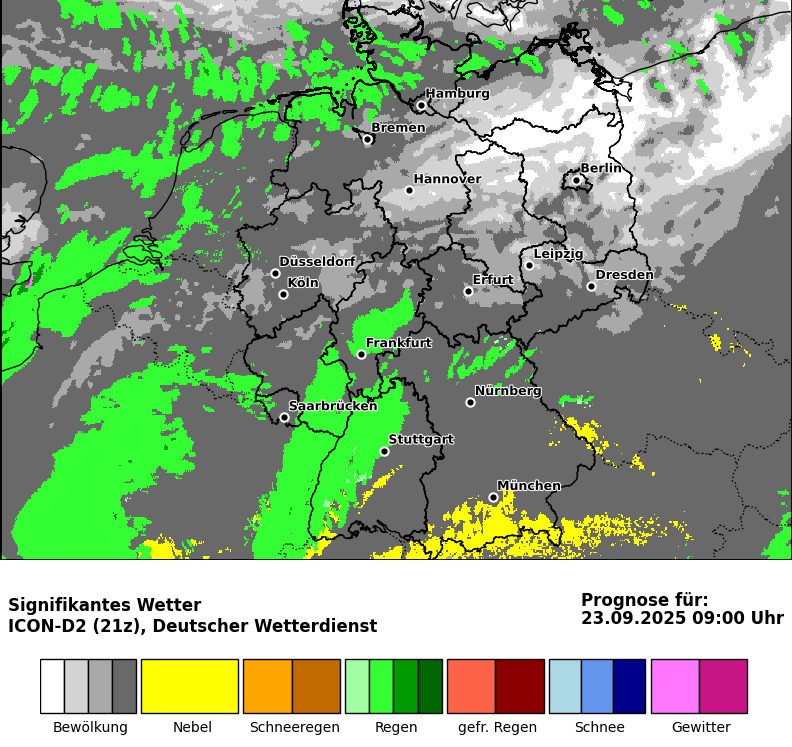 Hamburg
Bremen
Berlin
Hannover
Leipzig
Düsseldorf
Dresden
Köln
Erfurt
Frankfurt
Nürnberg
Saarbrücken
Stuttgart
München
Signifikantes Wetter
ICON-D2 (21z), Deutscher Wetterdienst
Prognose für:
23.09.2025 09:00 Uhr
Bewölkung Nebel Schneeregen Regen gefr. Regen Schnee Gewitter